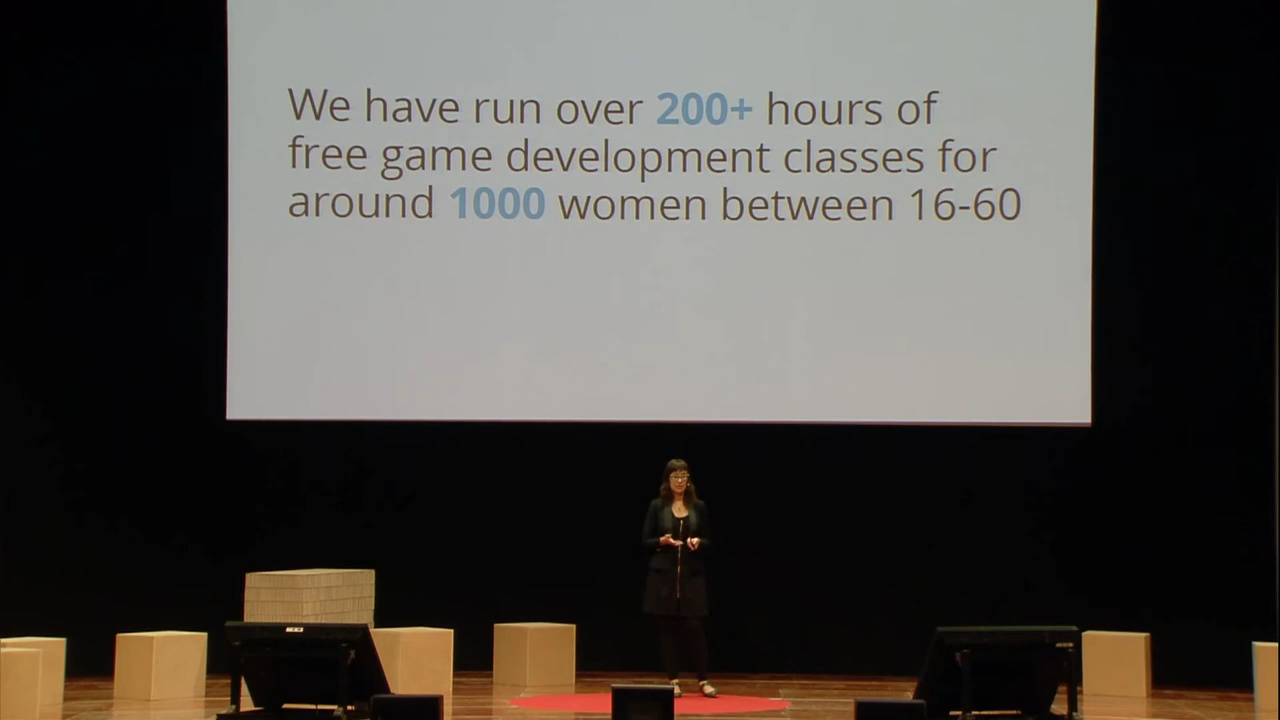 We have run over 200+ hours of
free game development classes for
around 1000 women between 16-60